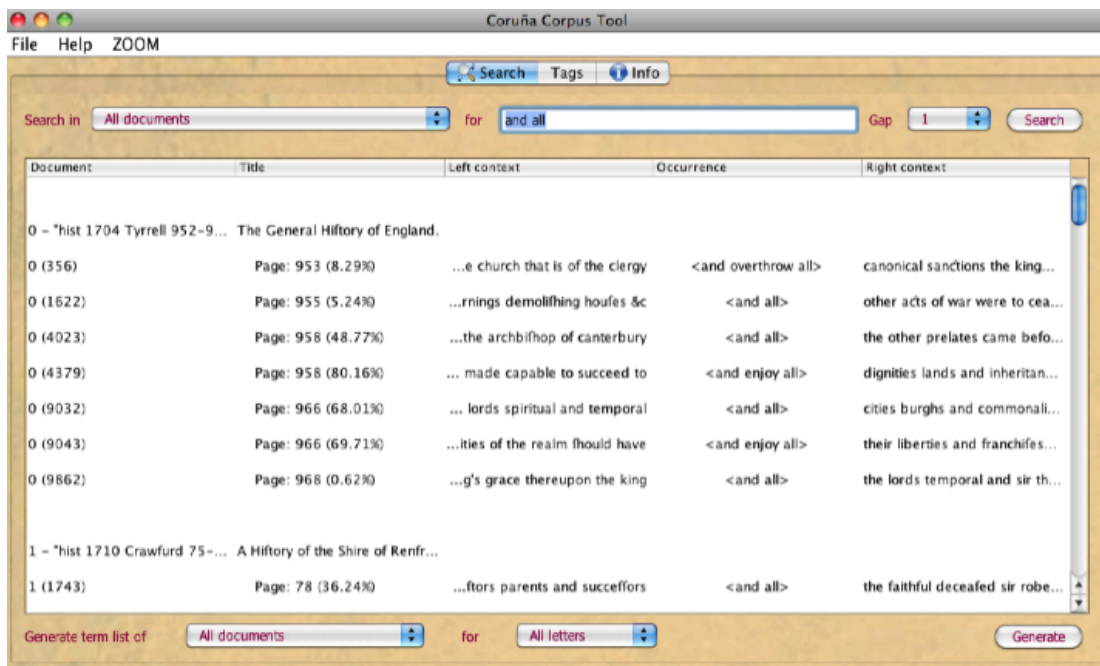 Coruña Corpus Tool
File Help ZOOM
Search Tags Info
Search in All documents for and all Gap 1 Search
Document Title Left context Occurrence Right context
0 – "hist 1704 Tyrrell 952–9... The General Hiſtory of England.
0 (356) Page: 953 (8.29%) ...e church that is of the clergy <and overthrow all> canonical sanctions the king...
0 (1622) Page: 955 (5.24%) ...rnings demoliſhing houſes &c <and all> other acts of war were to cea...
0 (4023) Page: 958 (48.77%) ...the archbiſhop of canterbury <and all> the other prelates came befo...
0 (4379) Page: 958 (80.16%) ... made capable to succeed to <and enjoy all> dignities lands and inheritan...
0 (9032) Page: 966 (68.01%) ... lords spiritual and temporal <and all> cities burghs and commonali...
0 (9043) Page: 966 (69.71%) ...ities of the realm ſhould have <and enjoy all> their liberties and franchiſes...
0 (9862) Page: 968 (0.62%) ...g's grace thereupon the king <and all> the lords temporal and sir th...
1 – "hist 1710 Crawfurd 75–... A Hiſtory of the Shire of Renfr...
1 (1743) Page: 78 (36.24%) ...ſtors parents and succeſſors <and all> the faithful deceaſed sir robe...
Generate term list of All documents for All letters Generate